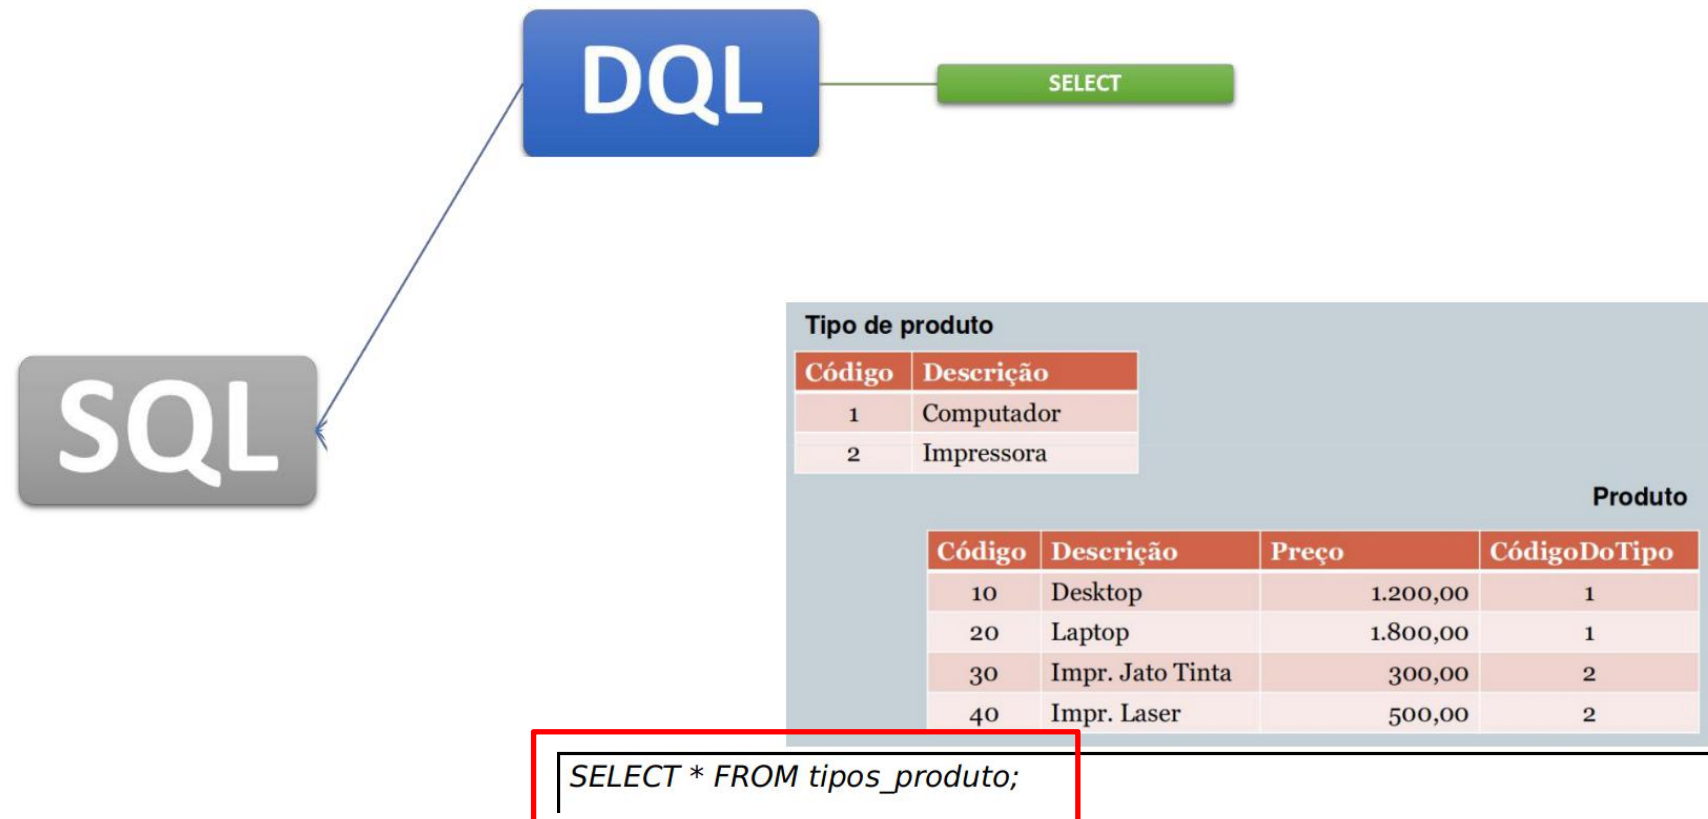 DQL
SELECT
SQL
Tipo de produto
Código Descrição
1 Computador
2 Impressora
Produto
Código Descrição Preço CódigoDoTipo
10 Desktop 1.200,00 1
20 Laptop 1.800,00 1
30 Impr. Jato Tinta 300,00 2
40 Impr. Laser 500,00 2
SELECT * FROM tipos_produto;